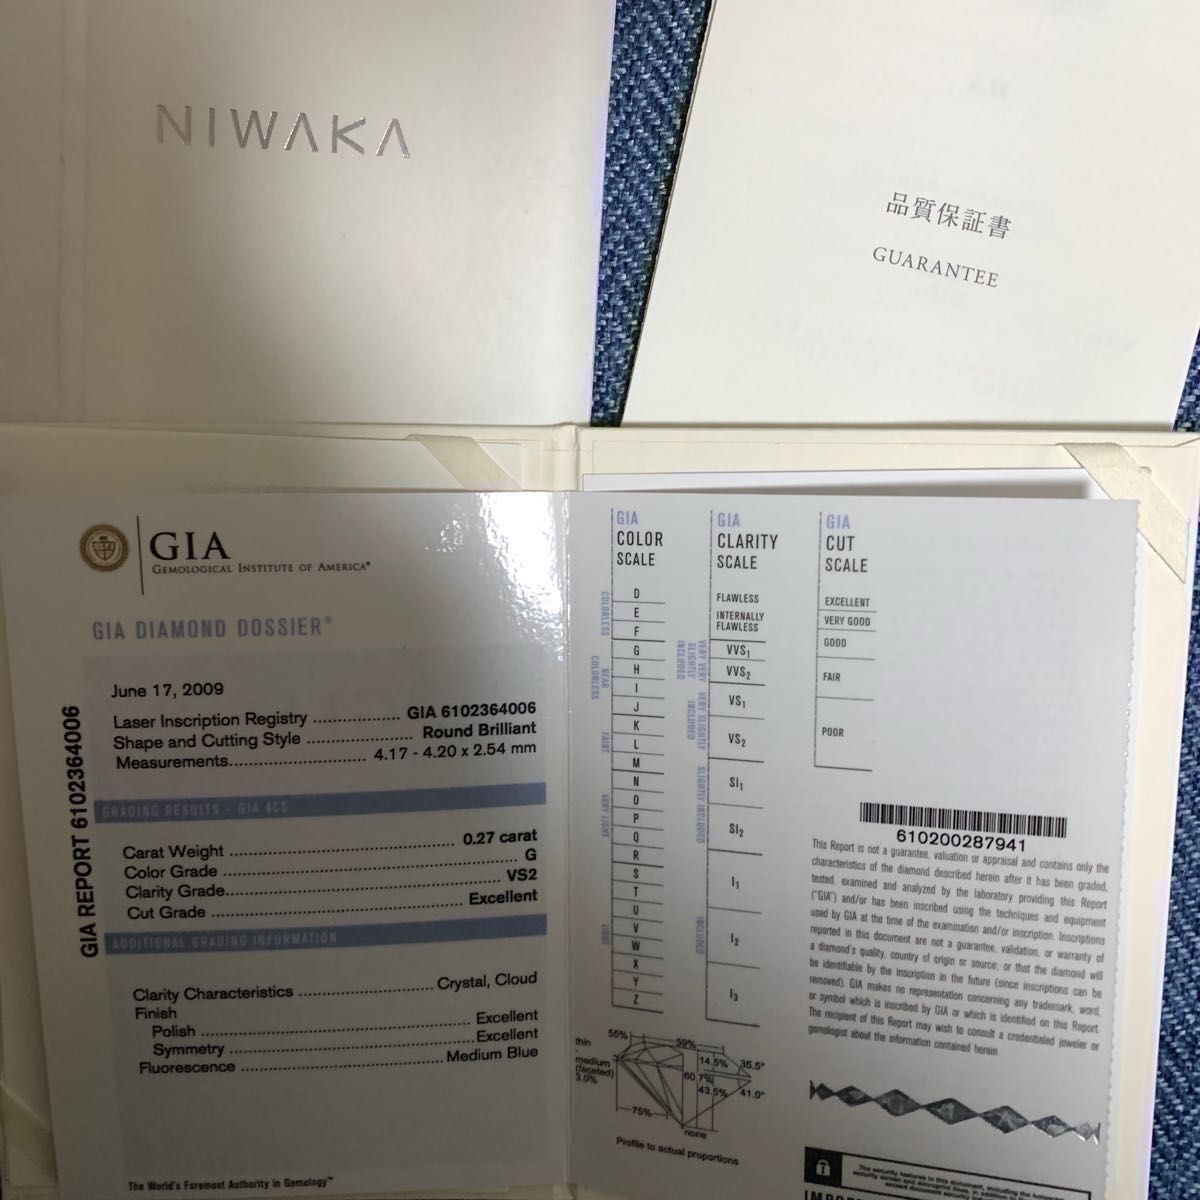 NIWAKA
品質保証書
GUARANTEE
GIA
GEMOLOGICAL INSTITUTE OF AMERICA®
GIA DIAMOND DOSSIER®
GIA REPORT 6102364006
June 17, 2009
Laser Inscription Registry .................. GIA 6102364006
Shape and Cutting Style ...................... Round Brilliant
Measurements............................ 4.17 - 4.20 x 2.54 mm
GRADING RESULTS - GIA 4CS
Carat Weight .............................................. 0.27 carat
Color Grade .......................................................... G
Clarity Grade...................................................... VS2
Cut Grade .................................................. Excellent
ADDITIONAL GRADING INFORMATION
Clarity Characteristics ........................... Crystal, Cloud
Finish
Polish ...................................................... Excellent
Symmetry ................................................. Excellent
Fluorescence ......................................... Medium Blue
The World's Foremost Authority in Gemology™
GIA
COLOR
SCALE
COLORLESS
D
E
F
NEAR COLORLESS
G
H
I
J
FAINT
K
L
M
VERY LIGHT
N
O
P
Q
R
LIGHT
S
T
U
V
W
X
Y
Z
GIA
CLARITY
SCALE
FLAWLESS
INTERNALLY
FLAWLESS
VERY VERY
SLIGHTLY
INCLUDED
VVS1
VVS2
VERY SLIGHTLY
INCLUDED
VS1
VS2
SLIGHTLY INCLUDED
SI1
SI2
INCLUDED
I1
I2
I3
GIA
CUT
SCALE
EXCELLENT
VERY GOOD
GOOD
FAIR
POOR
610200287941
This Report is not a guarantee, valuation or appraisal and contains only the
characteristics of the diamond described herein after it has been graded,
tested, examined and analyzed by the laboratory providing this Report
("GIA") and/or has been inscribed using the techniques and equipment
used by GIA at the time of the examination and/or inscription. Inscriptions
reported in this document are not a guarantee, validation, or warranty of
a diamond's quality, country of origin or source; or that the diamond will
be identifiable by the inscription in the future (since inscriptions can be
removed). GIA makes no representation concerning any trademark, word,
or symbol which is inscribed by GIA or which is identified on this Report.
The recipient of this Report may wish to consult a credentialed jeweler or
gemologist about the information contained herein.
55%
59%
thin
-
medium
(faceted)
3.0%
14.5%
35.5°
60.7%
43.5%
41.0°
75%
none
Profile to actual proportions
The security features in this document, including the